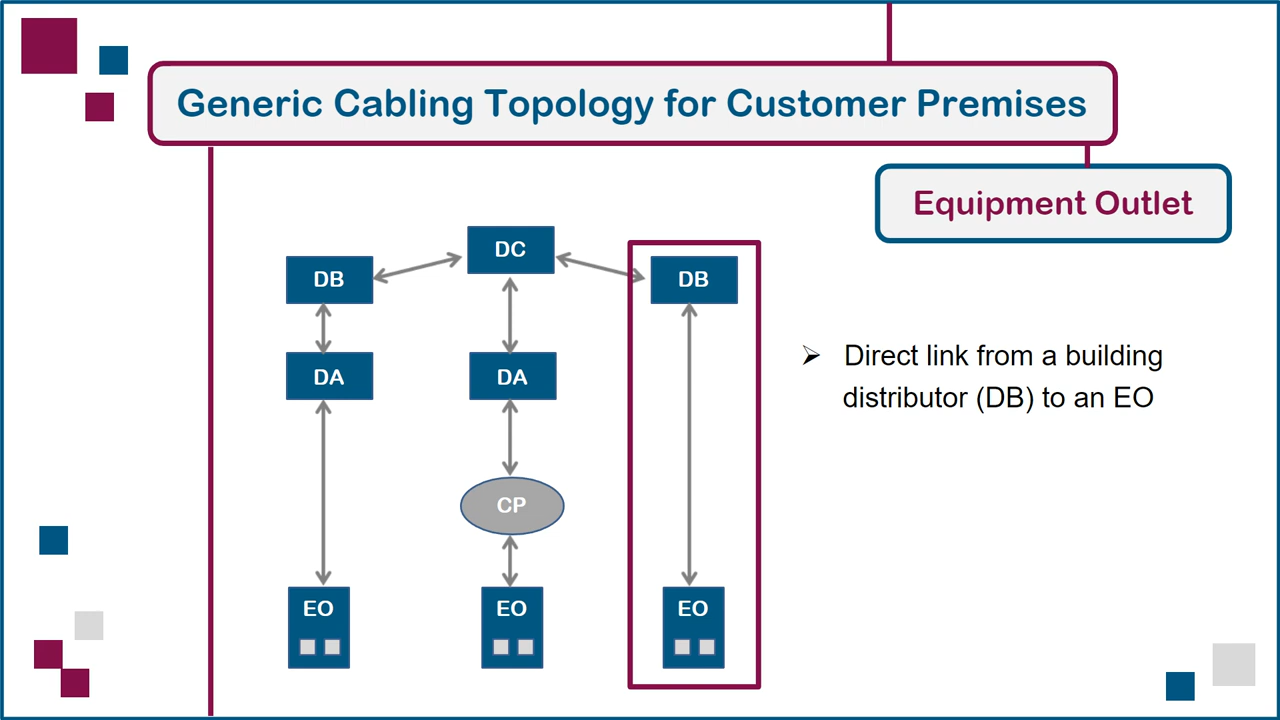 Generic Cabling Topology for Customer Premises
Equipment Outlet
DC
DB
DB
DA
DA
CP
EO
EO
EO
➢ Direct link from a building
distributor (DB) to an EO